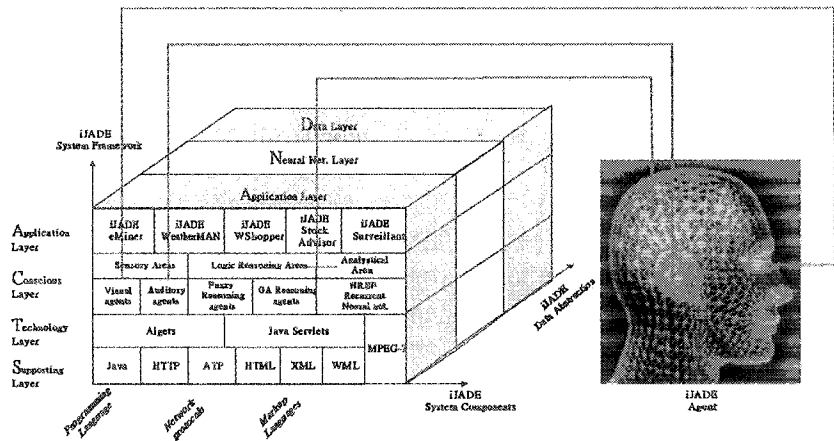 iJADE
System Framework
Data Layer
Neural Net. Layer
Application Layer
Application
Layer
iJADE
eMiner
iJADE
WeatherMAN
iJADE
WShopper
iJADE
Stock
Advisor
iJADE
Surveillant
Conscious
Layer
Sensory Areas
Logic Reasoning Areas
Analytical
Area
Visual
agents
Auditory
agents
Fuzzy
Reasoning
agents
GA Reasoning
agents
Recurrent
Neural net.
Technology
Layer
Aglets
Java Servlets
MPEG-7
Supporting
Layer
Java
HTTP
ATP
HTML
XML
WML
Programming
Language
Network
protocols
Markup
Languages
iJADE
System Components
iJADE
Data Abstraction
iJADE
Agent